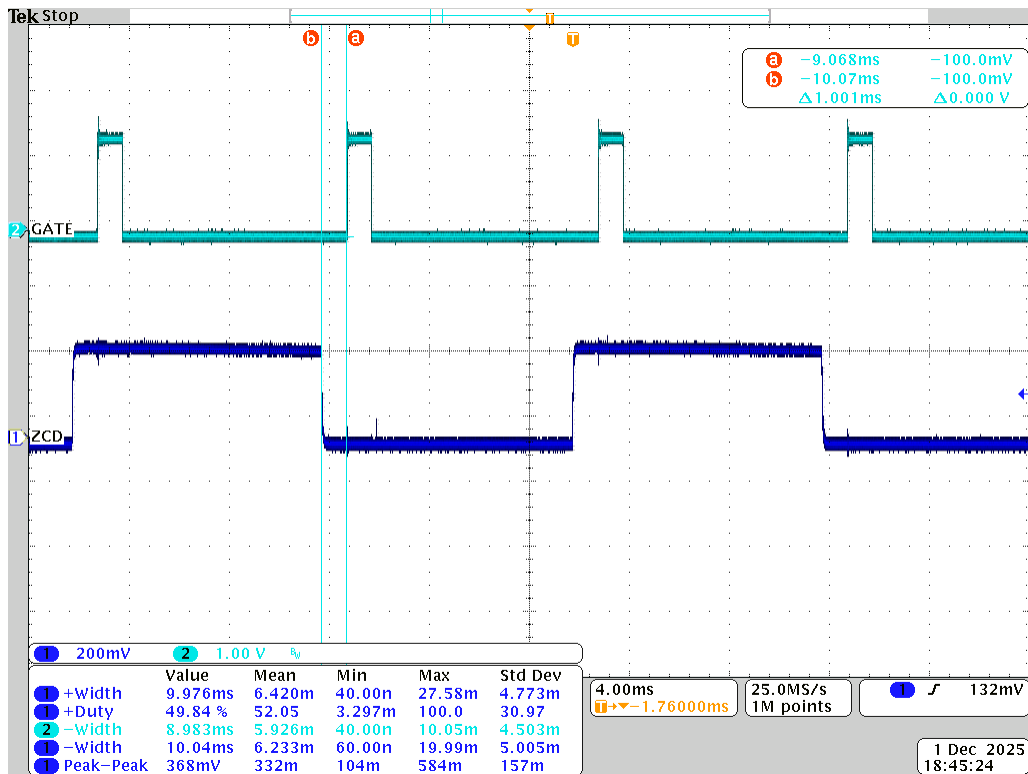 Tek Stop
T
b a T
a −9.068ms −100.0mV
b −10.07ms −100.0mV
Δ1.001ms Δ0.000 V
2 GATE
1 ZCD
1 200mV 2 1.00 V BW
Value Mean Min Max Std Dev
1 +Width 9.976ms 6.420m 40.00n 27.58m 4.773m
1 +Duty 49.84 % 52.05 3.297m 100.0 30.97
2 −Width 8.983ms 5.926m 40.00n 10.05m 4.503m
1 −Width 10.04ms 6.233m 60.00n 19.99m 5.005m
1 Peak−Peak 368mV 332m 104m 584m 157m
4.00ms
T→▼−1.76000ms
25.0MS/s
1M points
1 132mV
1 Dec 2025
18:45:24